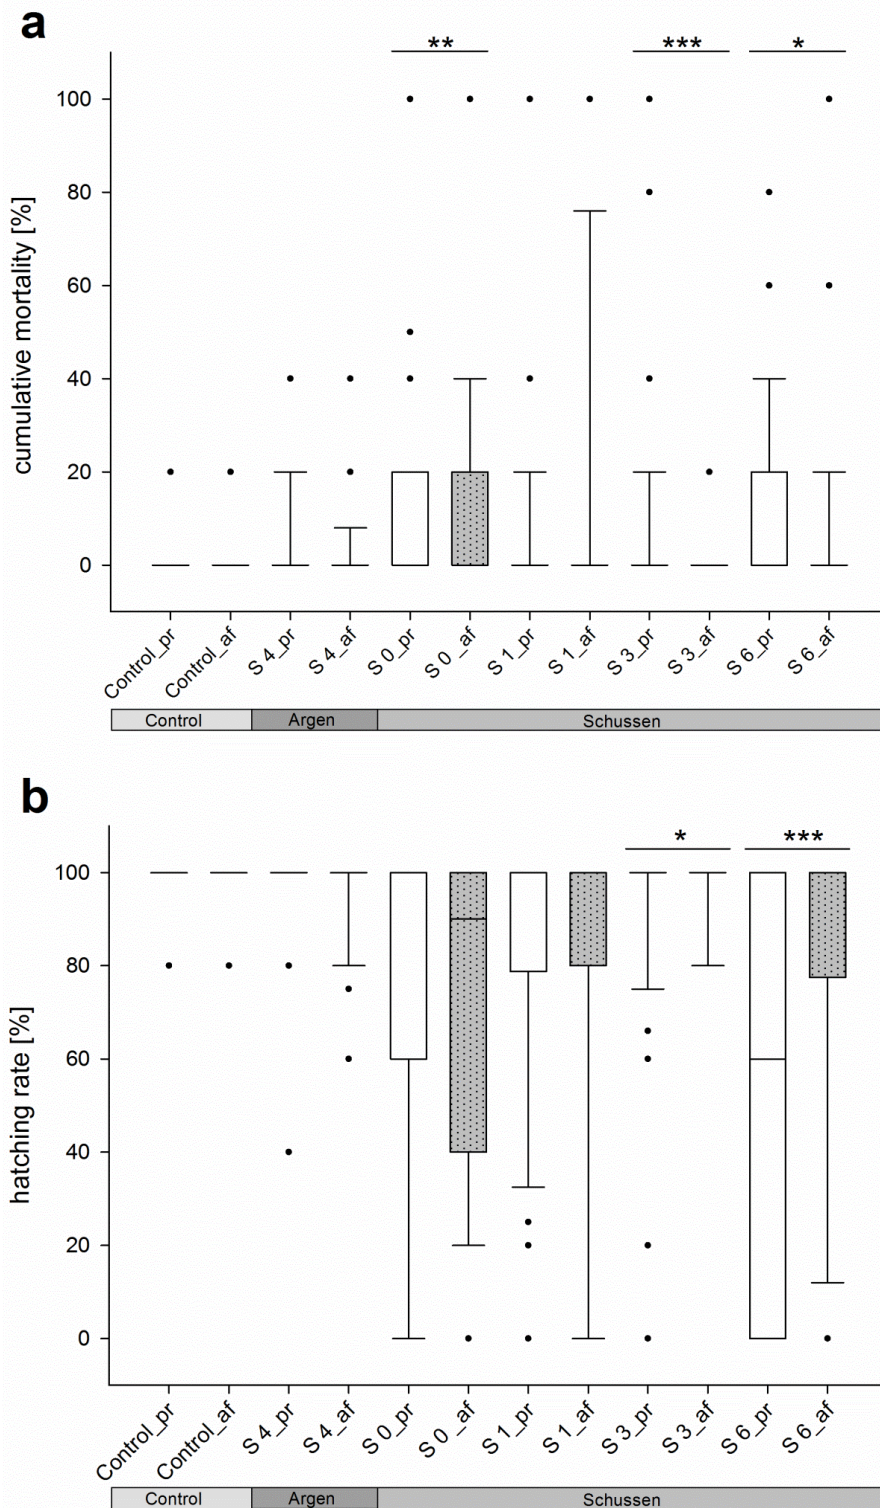 a
** *** *
100
80
60
40
20
0
cumulative mortality [%]
Control_pr Control_af S 4_pr S 4_af S 0_pr S 0_af S 1_pr S 1_af S 3_pr S 3_af S 6_pr S 6_af
Control Argen Schussen
b
* ***
100
80
60
40
20
0
hatching rate [%]
Control_pr Control_af S 4_pr S 4_af S 0_pr S 0_af S 1_pr S 1_af S 3_pr S 3_af S 6_pr S 6_af
Control Argen Schussen